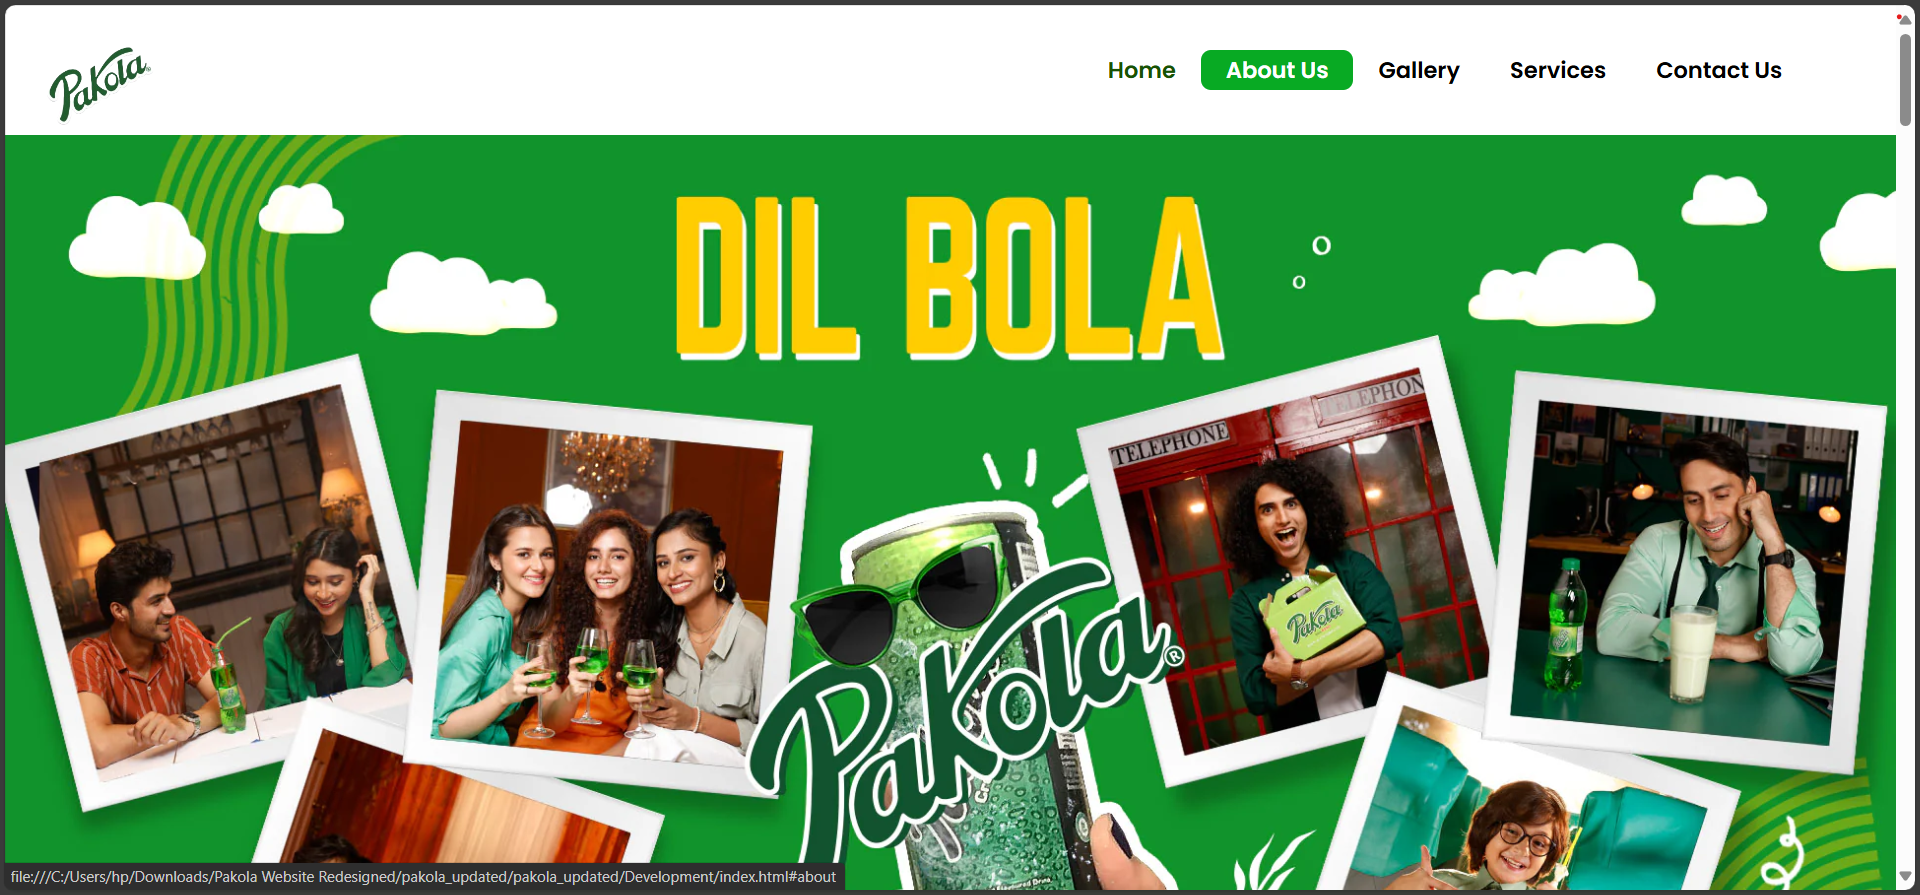 Pakola®
Home
About Us
Gallery
Services
Contact Us
DIL BOLA
TELEPHONE
TELEPHON
Pakola
Pakola®
file:///C:/Users/hp/Downloads/Pakola Website Redesigned/pakola_updated/pakola_updated/Development/index.html#about